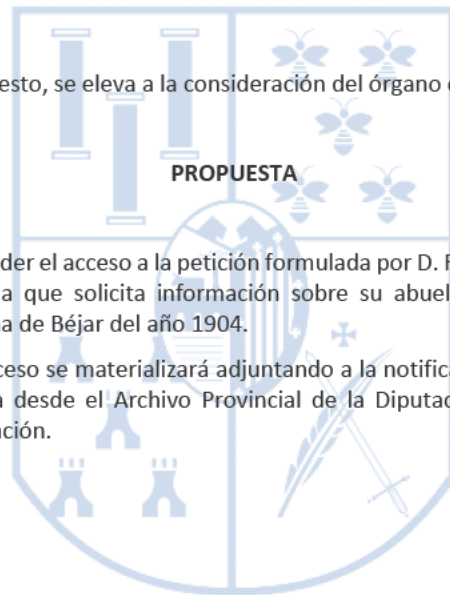 esto, se eleva a la consideración del órgano
PROPUESTA
der el acceso a la petición formulada por D.
a que solicita información sobre su abuel
na de Béjar del año 1904.
ceso se materializará adjuntando a la notifica
a desde el Archivo Provincial de la Diputac
ción.